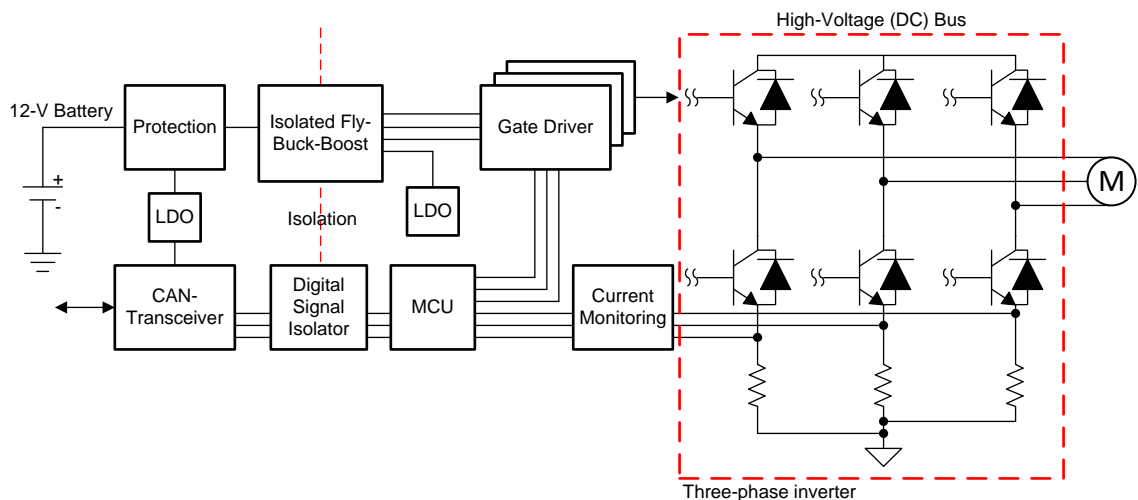 High-Voltage (DC) Bus
12-V Battery
Protection
Isolated Fly-
Buck-Boost
Gate Driver
M
+
-
LDO
Isolation
LDO
CAN-
Transceiver
Digital
Signal
Isolator
MCU
Current
Monitoring
Three-phase inverter